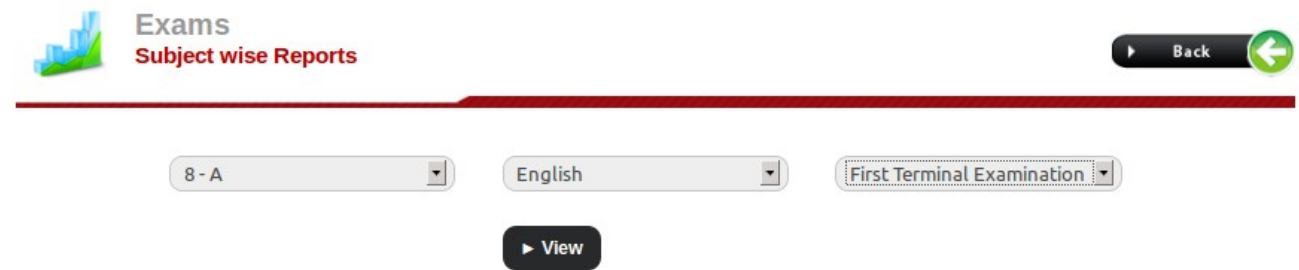 Exams
Subject wise Reports
Back
8 - A
English
First Terminal Examination
View